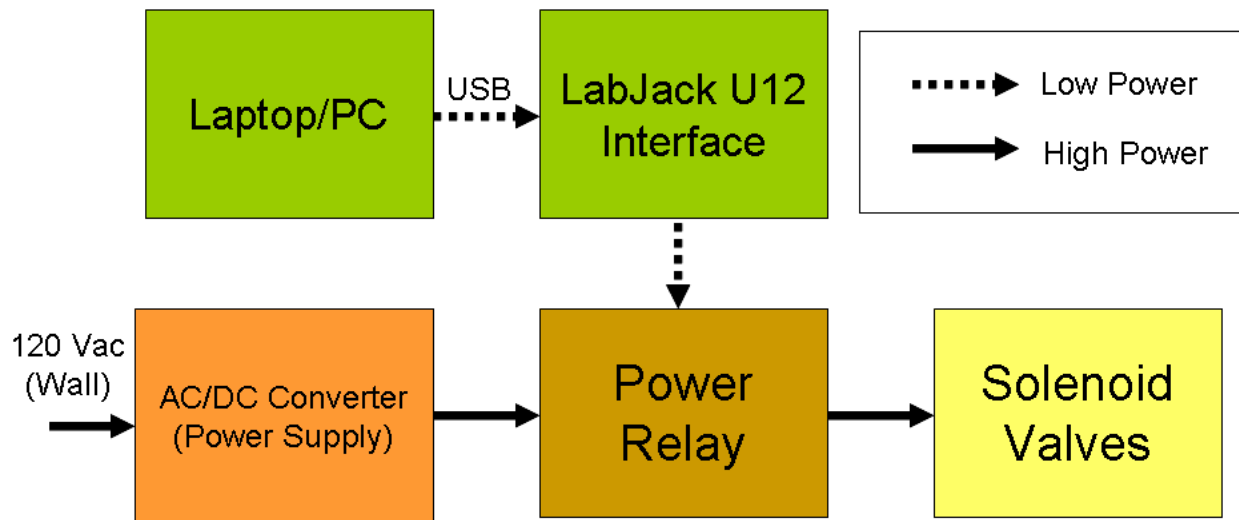 Laptop/PC
USB
LabJack U12
Interface
Low Power
High Power
120 Vac
(Wall)
AC/DC Converter
(Power Supply)
Power
Relay
Solenoid
Valves